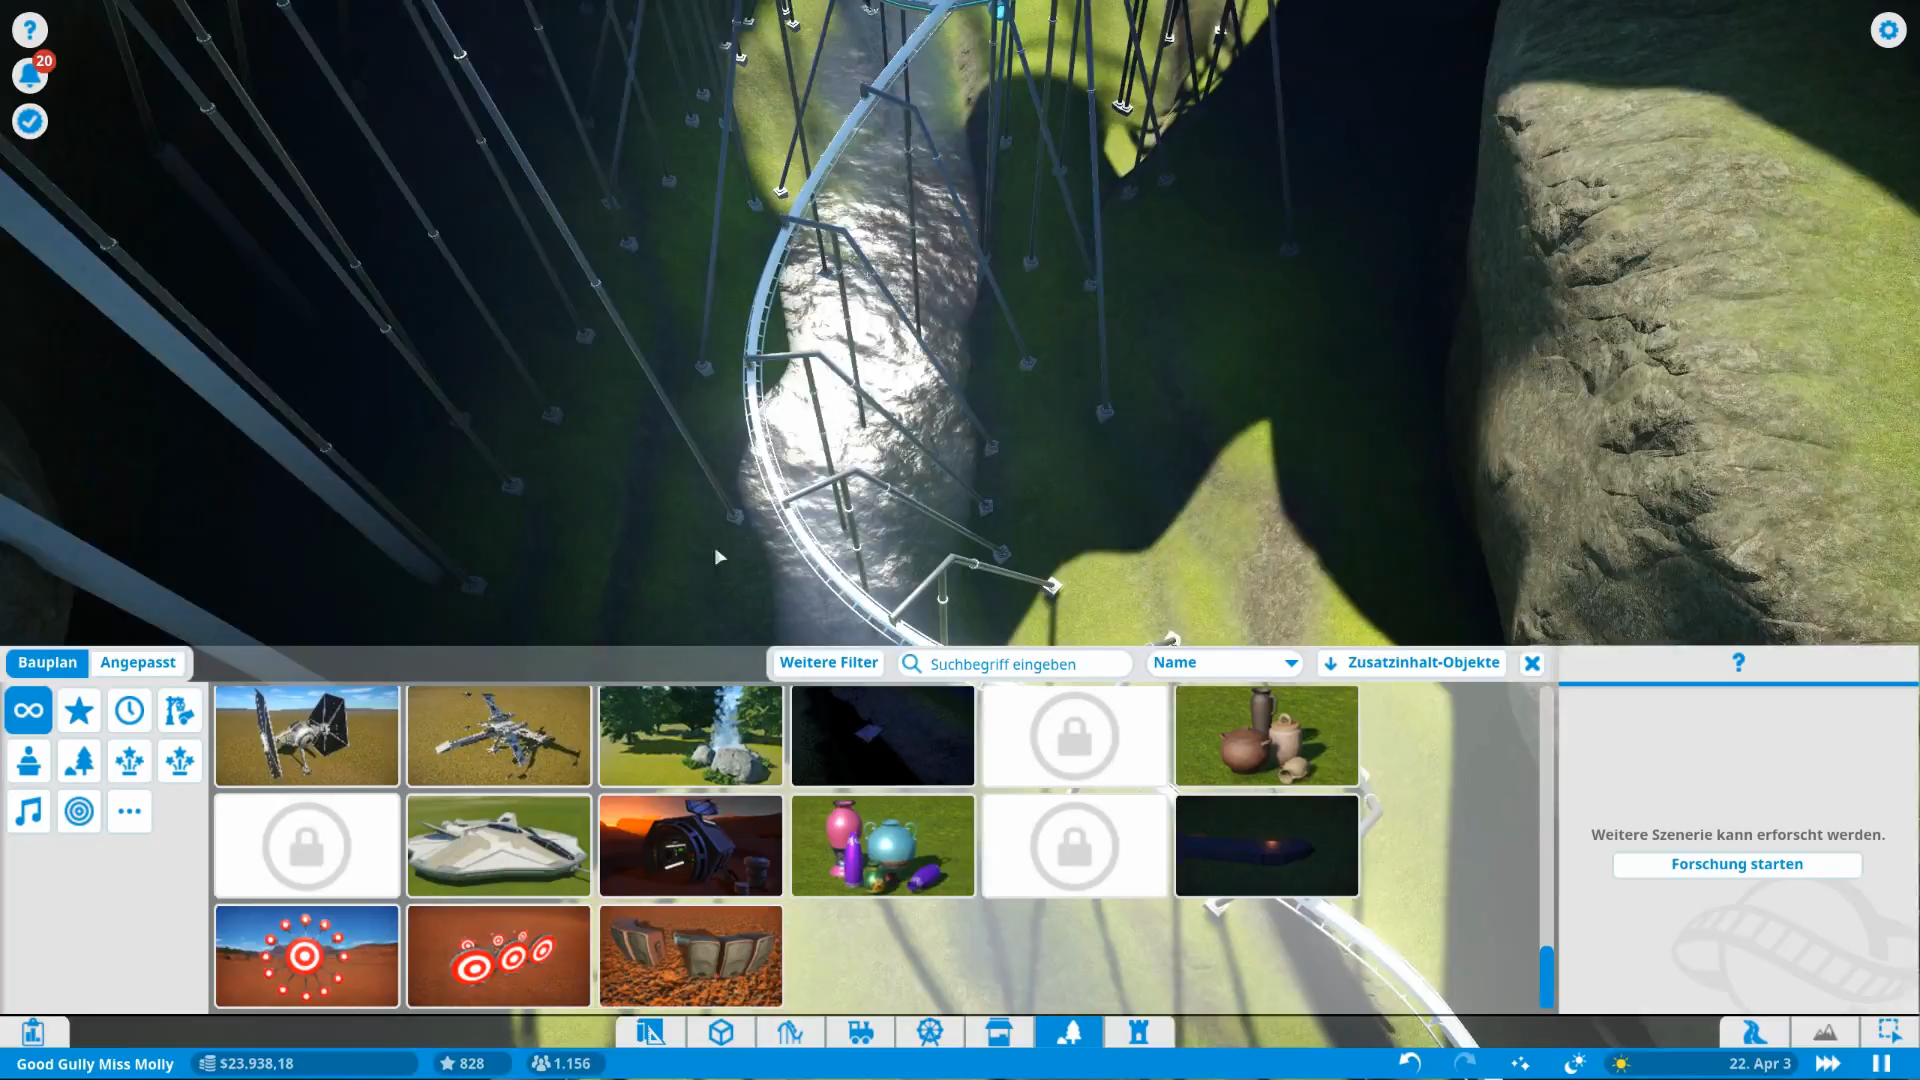 20
Bauplan
Angepasst
Weitere Filter
Suchbegriff eingeben
Name
Zusatzinhalt-Objekte
Weitere Szenerie kann erforscht werden.
Forschung starten
Good Gully Miss Molly
$23.938,18
828
1.156
22. Apr 3